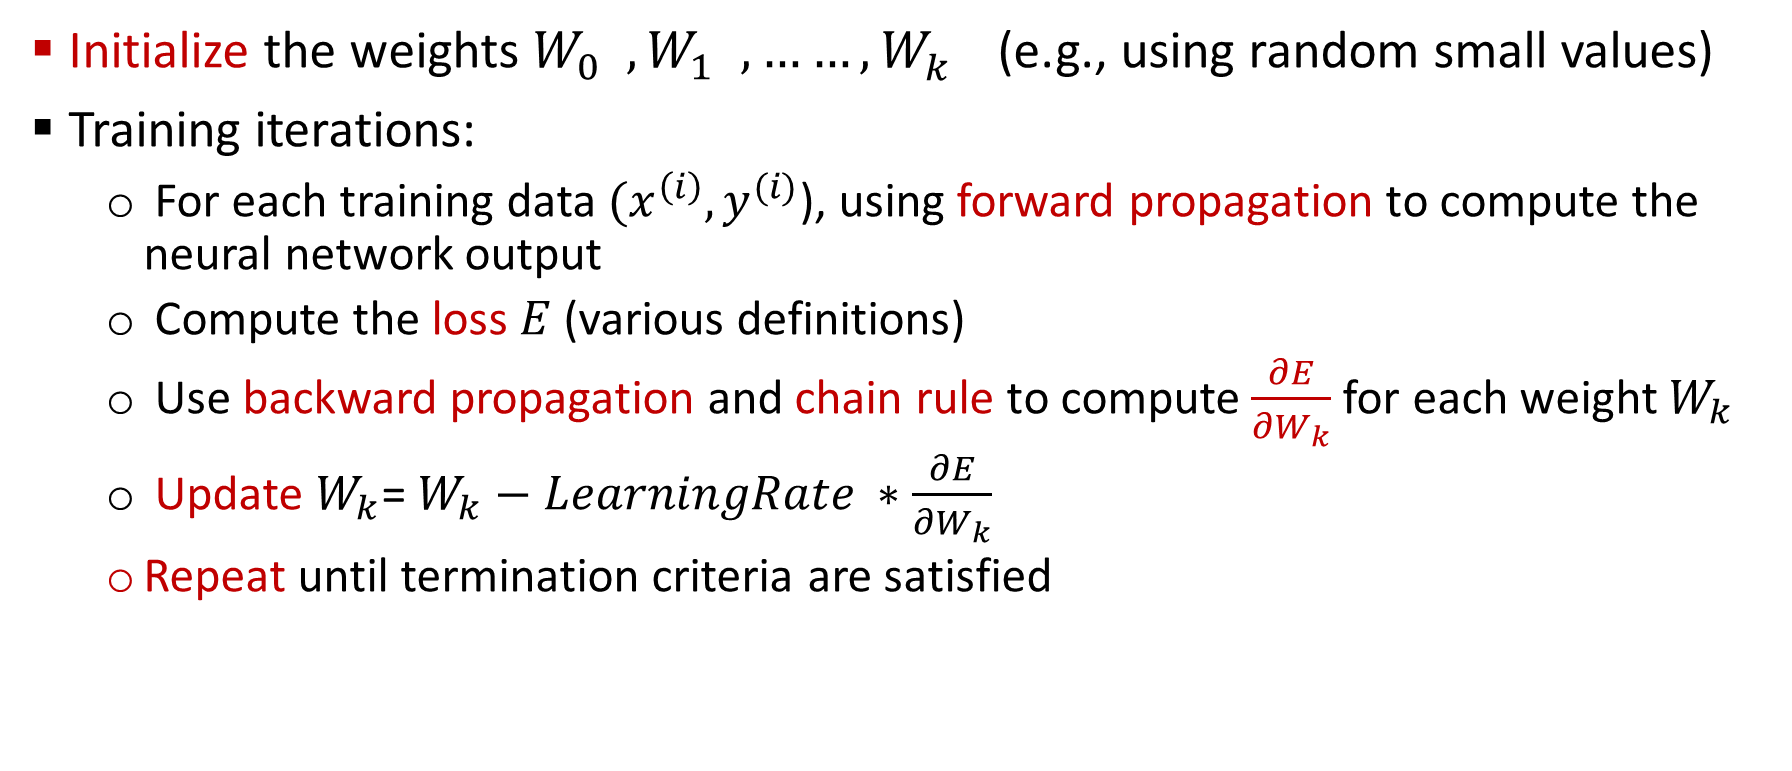 ▪ Initialize the weights W₀ , W₁ , … … , Wₖ (e.g., using random small values)
▪ Training iterations:
○ For each training data (x⁽ⁱ⁾, y⁽ⁱ⁾), using forward propagation to compute the
neural network output
○ Compute the loss E (various definitions)
○ Use backward propagation and chain rule to compute ∂E/∂Wₖ for each weight Wₖ
○ Update Wₖ= Wₖ − LearningRate * ∂E/∂Wₖ
○ Repeat until termination criteria are satisfied